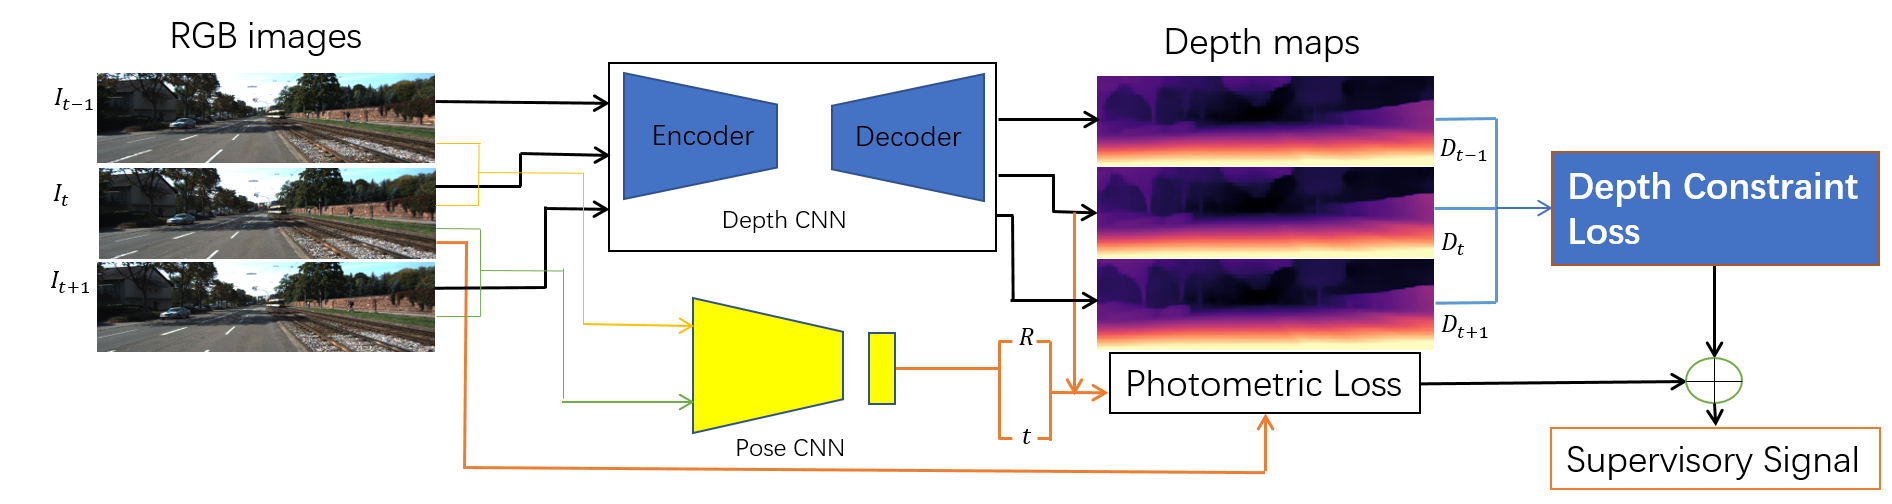 RGB images
Depth maps
I_{t−1}
I_t
I_{t+1}
Encoder
Decoder
Depth CNN
D_{t−1}
D_t
D_{t+1}
Depth Constraint
Loss
R
t
Photometric Loss
Pose CNN
Supervisory Signal